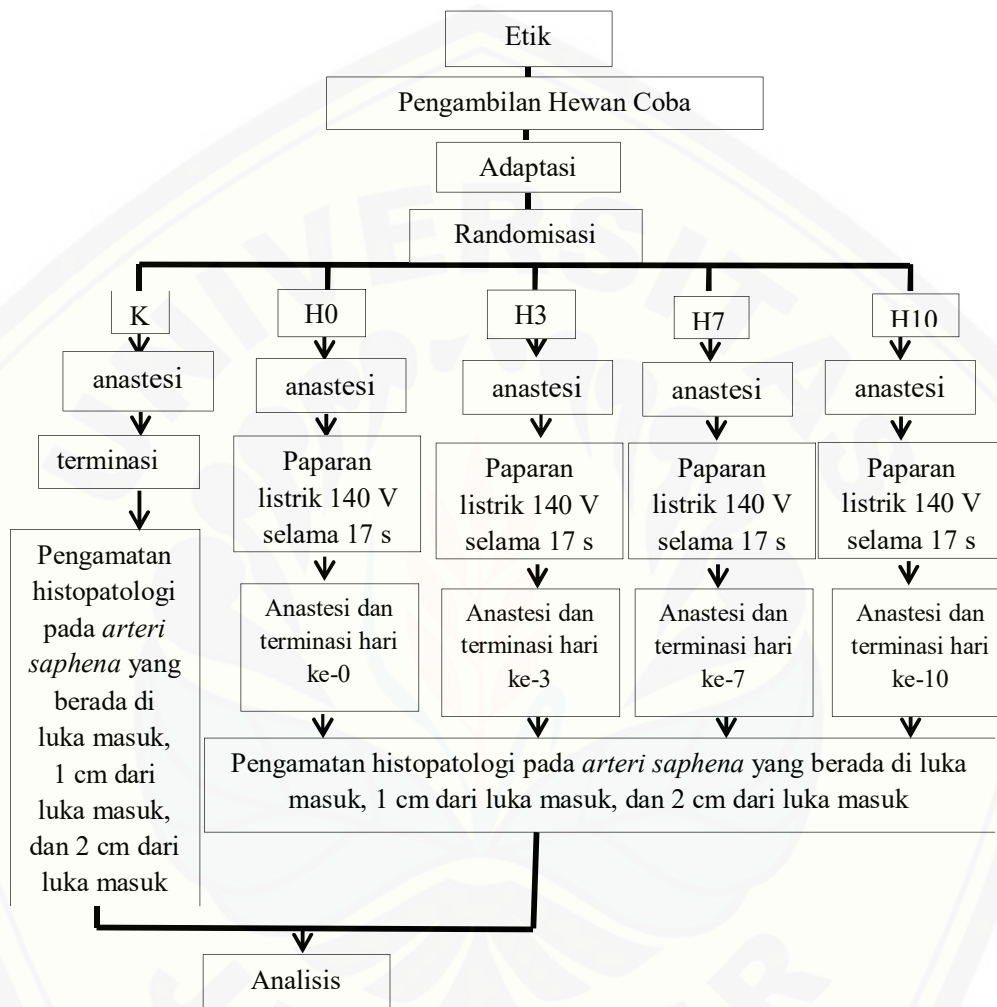 Etik
Pengambilan Hewan Coba
Adaptasi
Randomisasi
K
H0
H3
H7
H10
anastesi
anastesi
anastesi
anastesi
anastesi
terminasi
Paparan
listrik 140 V
selama 17 s
Paparan
listrik 140 V
selama 17 s
Paparan
listrik 140 V
selama 17 s
Paparan
listrik 140 V
selama 17 s
Pengamatan
histopatologi
pada arteri
saphena yang
berada di
luka masuk,
1 cm dari
luka masuk,
dan 2 cm dari
luka masuk
Anastesi dan
terminasi hari
ke-0
Anastesi dan
terminasi hari
ke-3
Anastesi dan
terminasi hari
ke-7
Anastesi dan
terminasi hari
ke-10
Pengamatan histopatologi pada arteri saphena yang berada di luka
masuk, 1 cm dari luka masuk, dan 2 cm dari luka masuk
Analisis
UNIVERSITAS